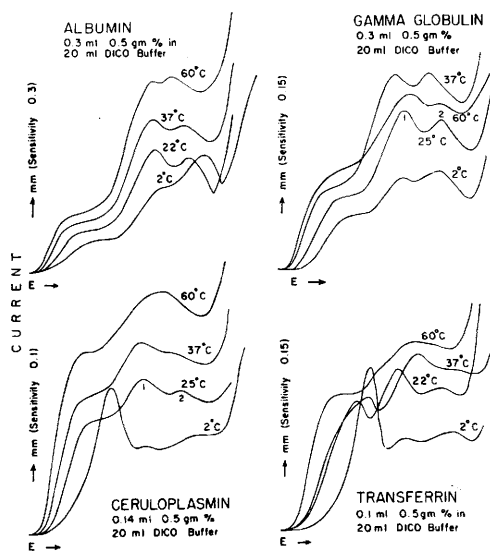 ALBUMIN
0.3 ml 0.5 gm % in
20 ml DICO Buffer
60°C
37°C
22°C
2°C
mm (Sensitivity 0.3)
E
GAMMA GLOBULIN
0.3 ml 0.5 gm % in
20 ml DICO Buffer
37°C
1
2
60°C
25°C
2°C
mm (Sensitivity 0.15)
E
CURRENT
60°C
37°C
25°C
1
2
2°C
mm (Sensitivity 0.1)
E
CERULOPLASMIN
0.14 ml 0.5 gm %
20 ml DICO Buffer
60°C
37°C
22°C
2°C
mm (Sensitivity 0.15)
E
TRANSFERRIN
0.1 ml 0.5 gm % in
20 ml DICO Buffer